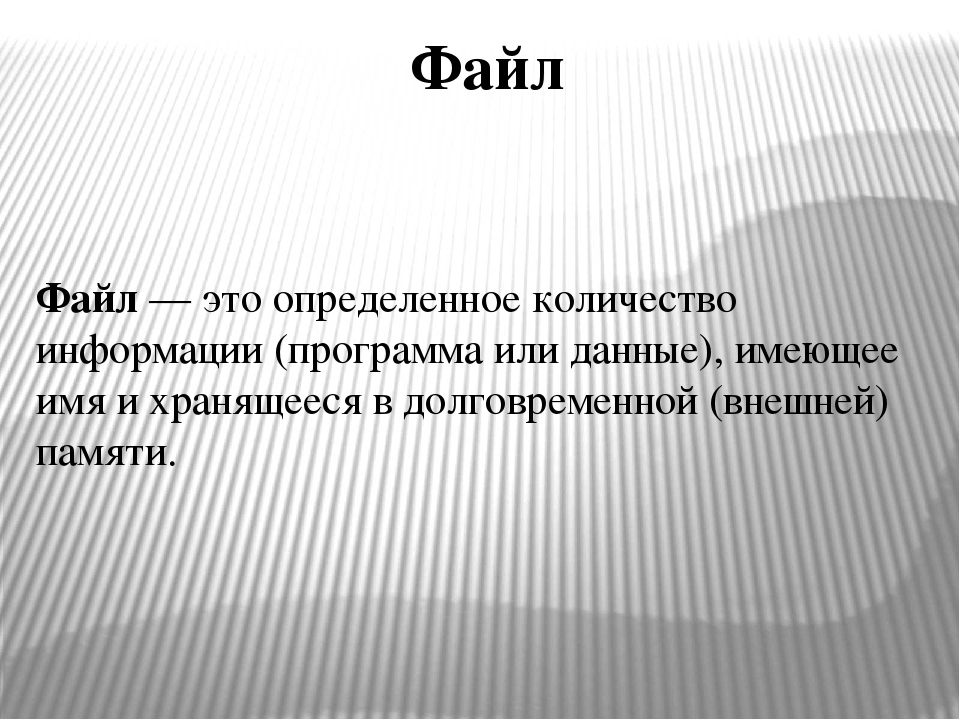 Файл
Файл — это определенное количество
информации (программа или данные), имеющее
имя и хранящееся в долговременной (внешней)
памяти.